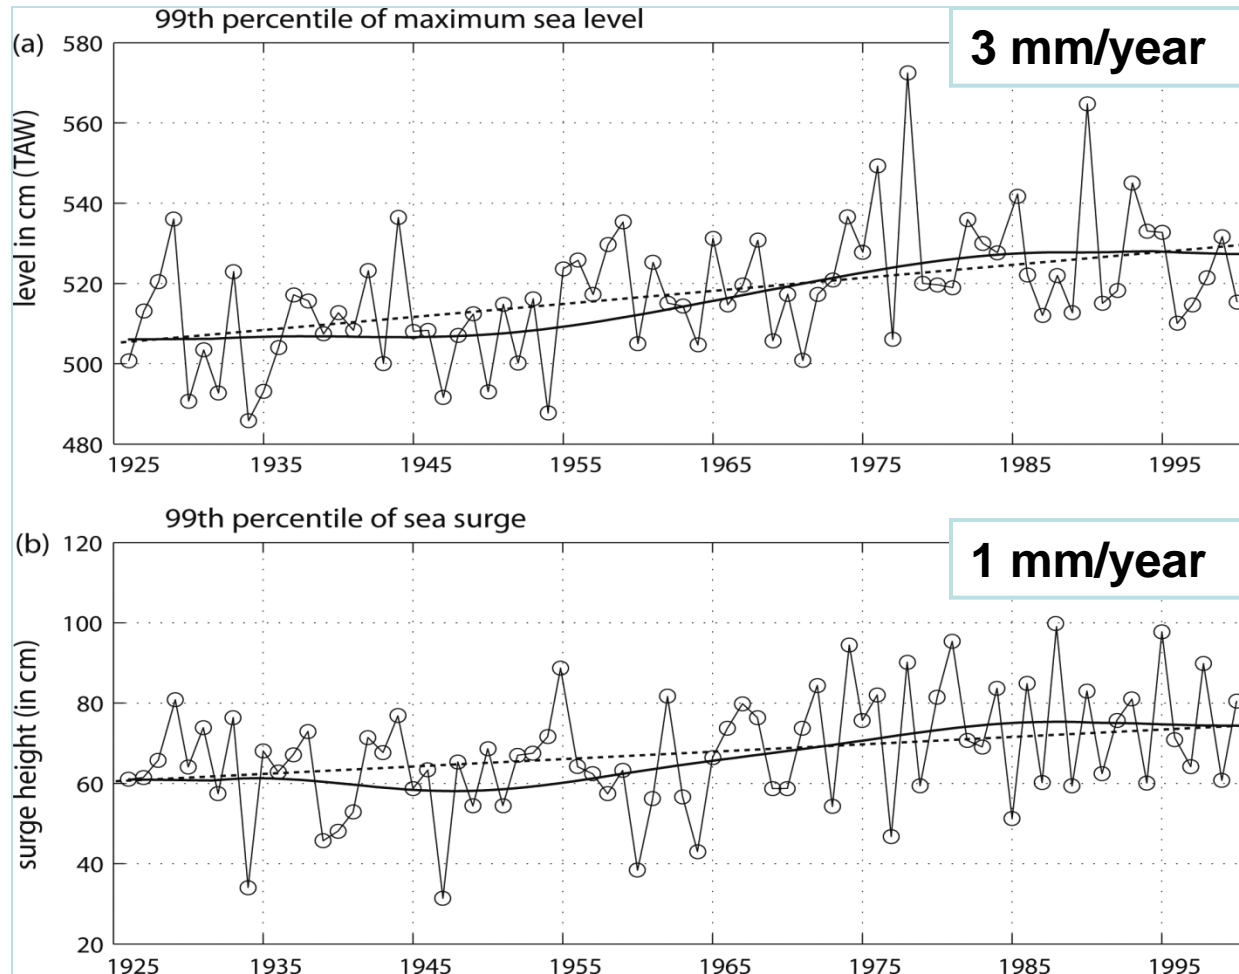 99th percentile of maximum sea level
(a)
3 mm/year
580
560
540
520
500
480
level in cm (TAW)
1925 1935 1945 1955 1965 1975 1985 1995
99th percentile of sea surge
(b)
1 mm/year
120
100
80
60
40
20
surge height (in cm)
1925 1935 1945 1955 1965 1975 1985 1995